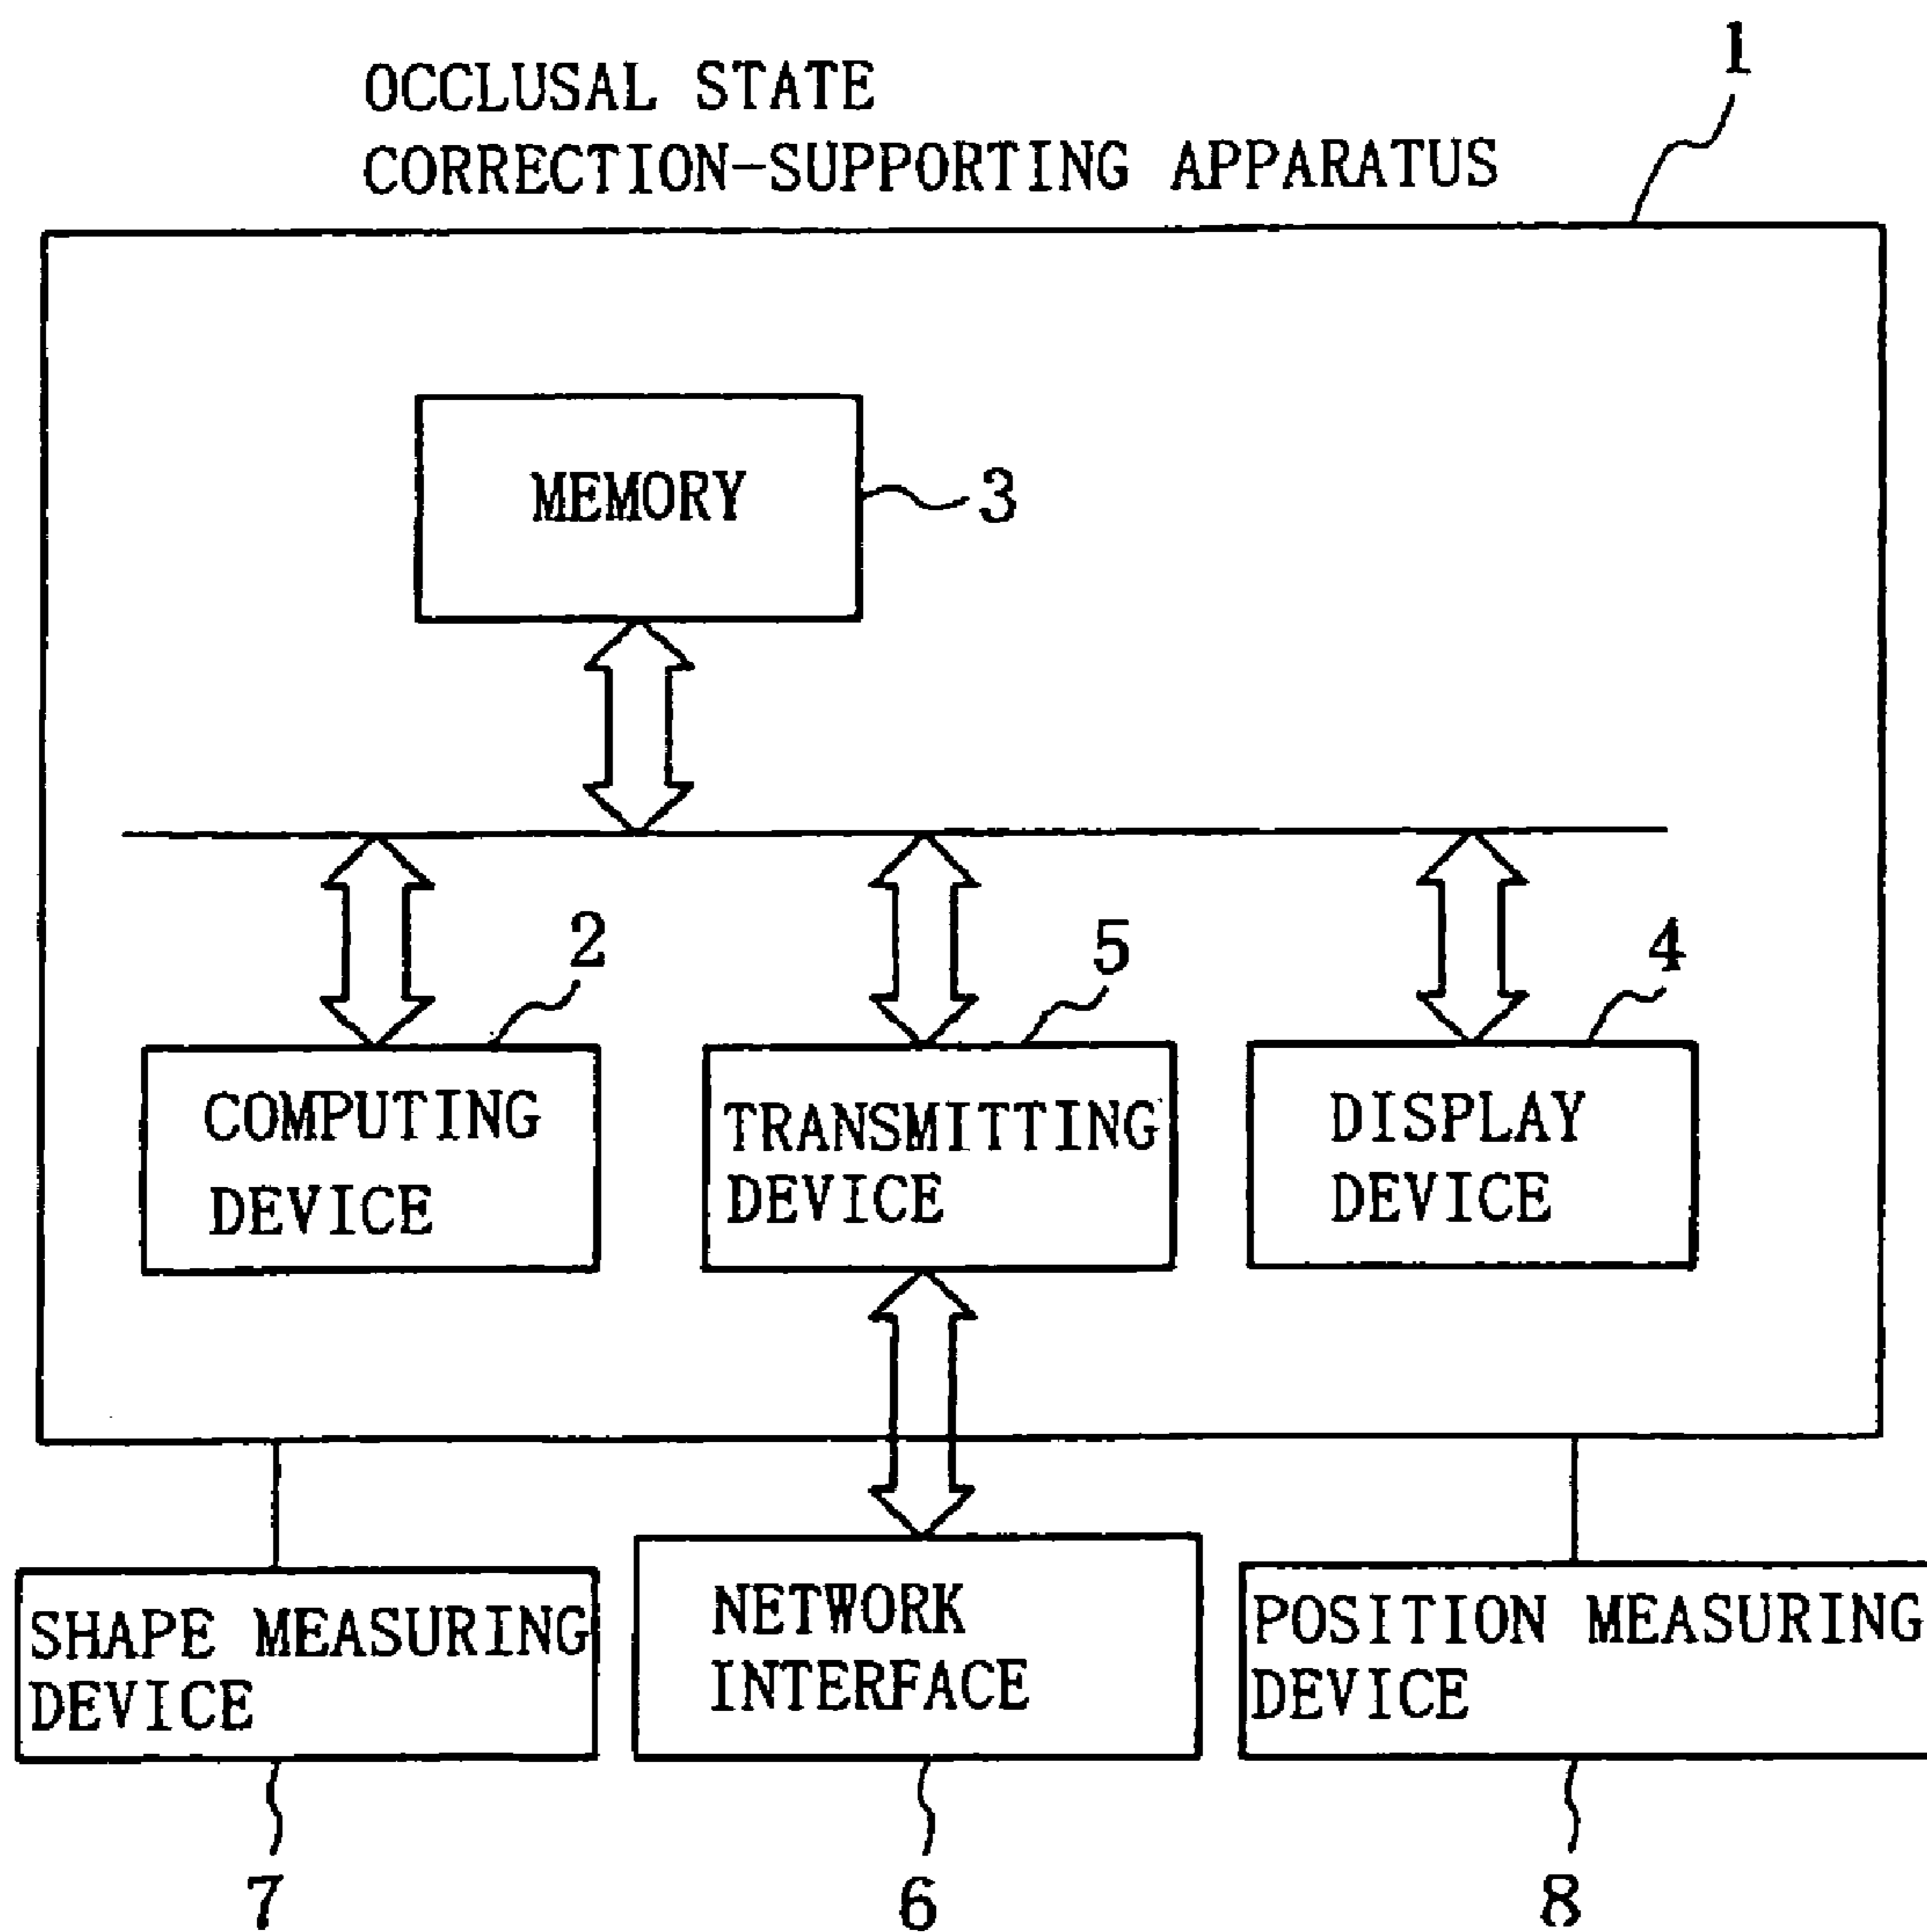 1
OCCLUSAL STATE
CORRECTION-SUPPORTING APPARATUS
MEMORY
3
2
5
4
COMPUTING
DEVICE
TRANSMITTING
DEVICE
DISPLAY
DEVICE
SHAPE MEASURING
DEVICE
NETWORK
INTERFACE
POSITION MEASURING
DEVICE
7
6
8